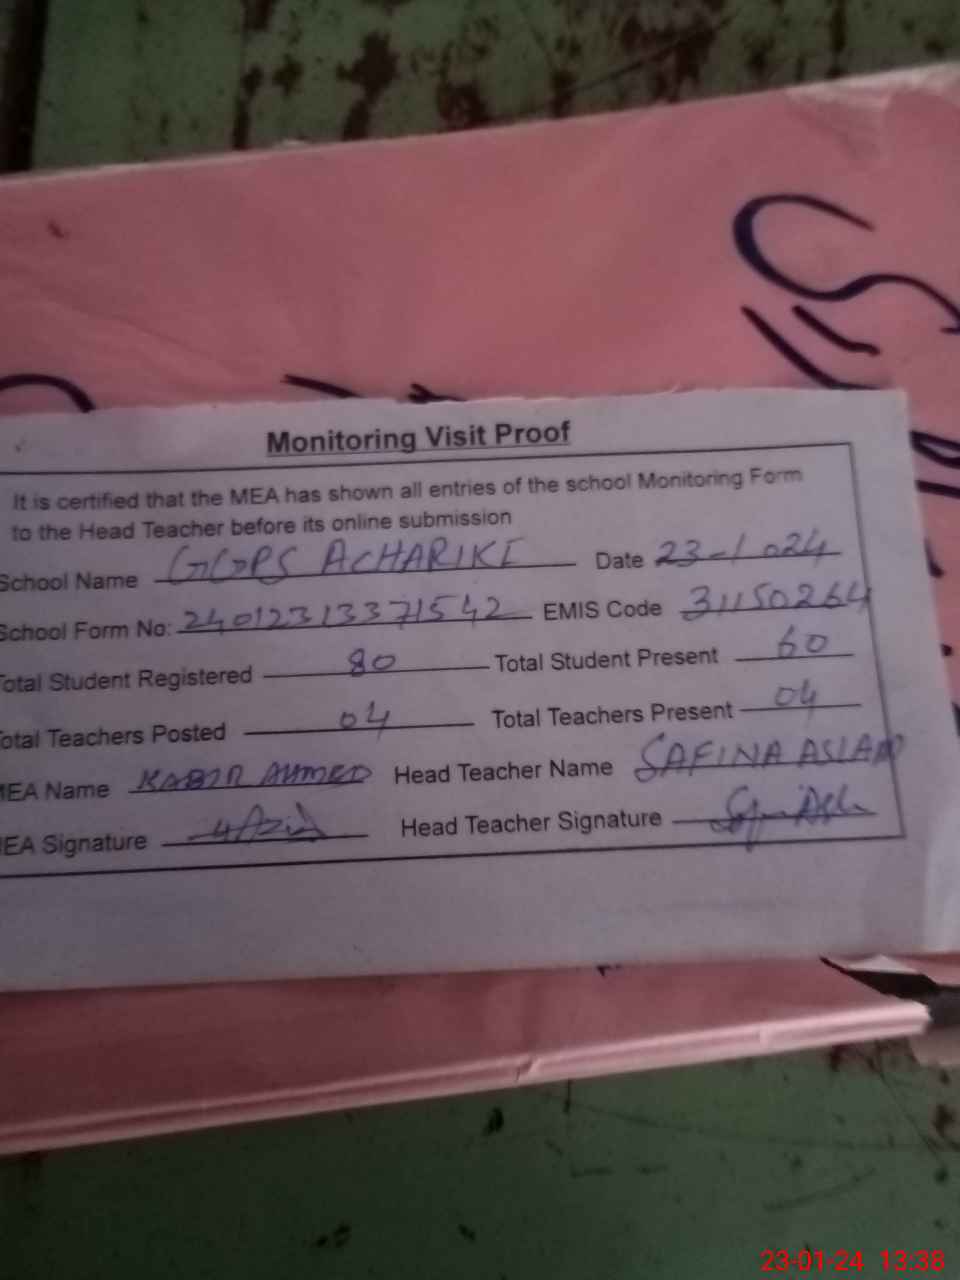 Monitoring Visit Proof
It is certified that the MEA has shown all entries of the school Monitoring Form
to the Head Teacher before its online submission
School Name GGPS ACHARIKE Date 23-1-024
School Form No: 24012313371542 EMIS Code 31150264
Total Student Registered 80 Total Student Present 60
Total Teachers Posted 04 Total Teachers Present 04
MEA Name KABIR AHMED Head Teacher Name SAFINA ASLAM
MEA Signature Head Teacher Signature
23-01-24 13:38